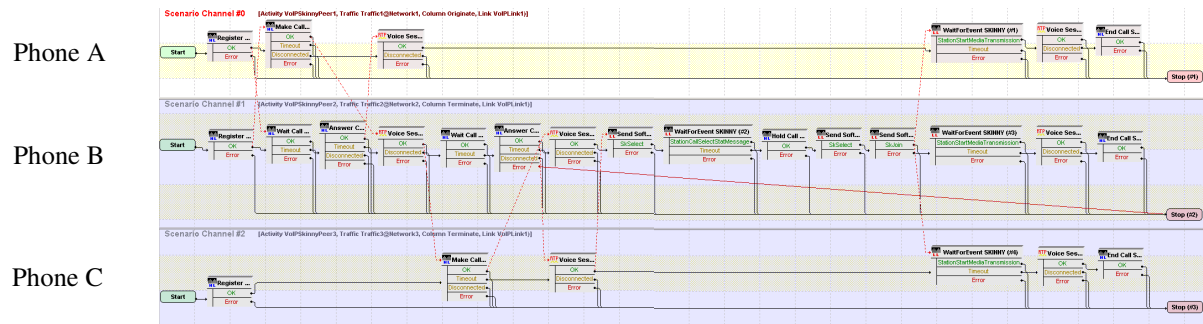 Scenario Channel #0 [Activity VoIPSkinnyPeer1, Traffic Traffic1@Network1, Column Originate, Link VoIPLink1)]
Phone A
Start
Register ...
OK
Error
Make Call...
OK
Timeout
Disconnected
Error
Voice Ses...
OK
Disconnected
Error
WaitForEvent SKINNY (#1)
StationStartMediaTransmission
Timeout
Error
Voice Ses...
OK
Disconnected
Error
End Call S...
OK
Error
Stop (#1)
Scenario Channel #1 [Activity VoIPSkinnyPeer2, Traffic Traffic2@Network2, Column Terminate, Link VoIPLink1)]
Phone B
Start
Register ...
OK
Error
Wait Call ...
OK
Timeout
Error
Answer C...
OK
Timeout
Disconnected
Error
Voice Ses...
OK
Disconnected
Error
Wait Call ...
OK
Timeout
Error
Answer C...
OK
Timeout
Disconnected
Error
Voice Ses...
OK
Disconnected
Error
Send Soft...
SkSelect
Error
WaitForEvent SKINNY (#2)
StationCallSelectStatMessage
Timeout
Error
Hold Call ...
OK
Error
Send Soft...
SkSelect
Error
Send Soft...
SkJoin
Error
WaitForEvent SKINNY (#3)
StationStartMediaTransmission
Timeout
Error
Voice Ses...
OK
Disconnected
Error
End Call S...
OK
Error
Stop (#2)
Scenario Channel #2 [Activity VoIPSkinnyPeer3, Traffic Traffic3@Network3, Column Terminate, Link VoIPLink1)]
Phone C
Start
Register ...
OK
Error
Make Call...
OK
Timeout
Disconnected
Error
Voice Ses...
OK
Disconnected
Error
WaitForEvent SKINNY (#4)
StationStartMediaTransmission
Timeout
Error
Voice Ses...
OK
Disconnected
Error
End Call S...
OK
Error
Stop (#3)